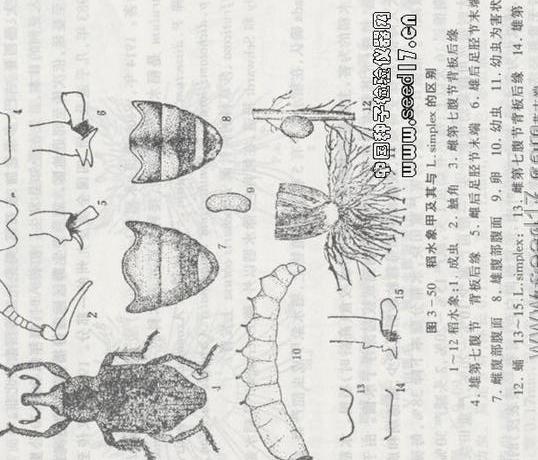 图 3-50 稻水象甲及其与 L. simplex 的区别
1~12 稻水象:1. 成虫 2. 触角 3. 雌第七腹节背板后缘
4. 雄第七腹节 背板后缘 5. 雌后足胫节末端 6. 雄后足胫节末端
7. 雌腹部腹面 8. 雄腹部腹面 9. 卵 10. 幼虫 11. 幼虫为害状
12. 蛹 13~15. L. simplex: 13. 雌第七腹节背板后缘 14. 雄第
中国种子检验仪器网
www.seed17.cn
4
6
8
12
5
7
9
2
10
15
1
13
14